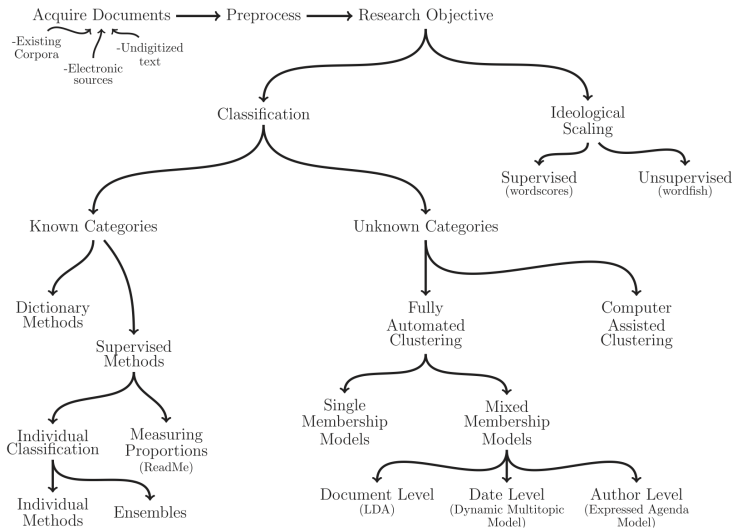 Acquire Documents
Preprocess
Research Objective
-Existing
Corpora
-Electronic
sources
-Undigitized
text
Classification
Ideological
Scaling
Supervised
(wordscores)
Unsupervised
(wordfish)
Known Categories
Unknown Categories
Dictionary
Methods
Supervised
Methods
Fully
Automated
Clustering
Computer
Assisted
Clustering
Individual
Classification
Measuring
Proportions
(ReadMe)
Single
Membership
Models
Mixed
Membership
Models
Individual
Methods
Ensembles
Document Level
(LDA)
Date Level
(Dynamic Multitopic
Model)
Author Level
(Expressed Agenda
Model)